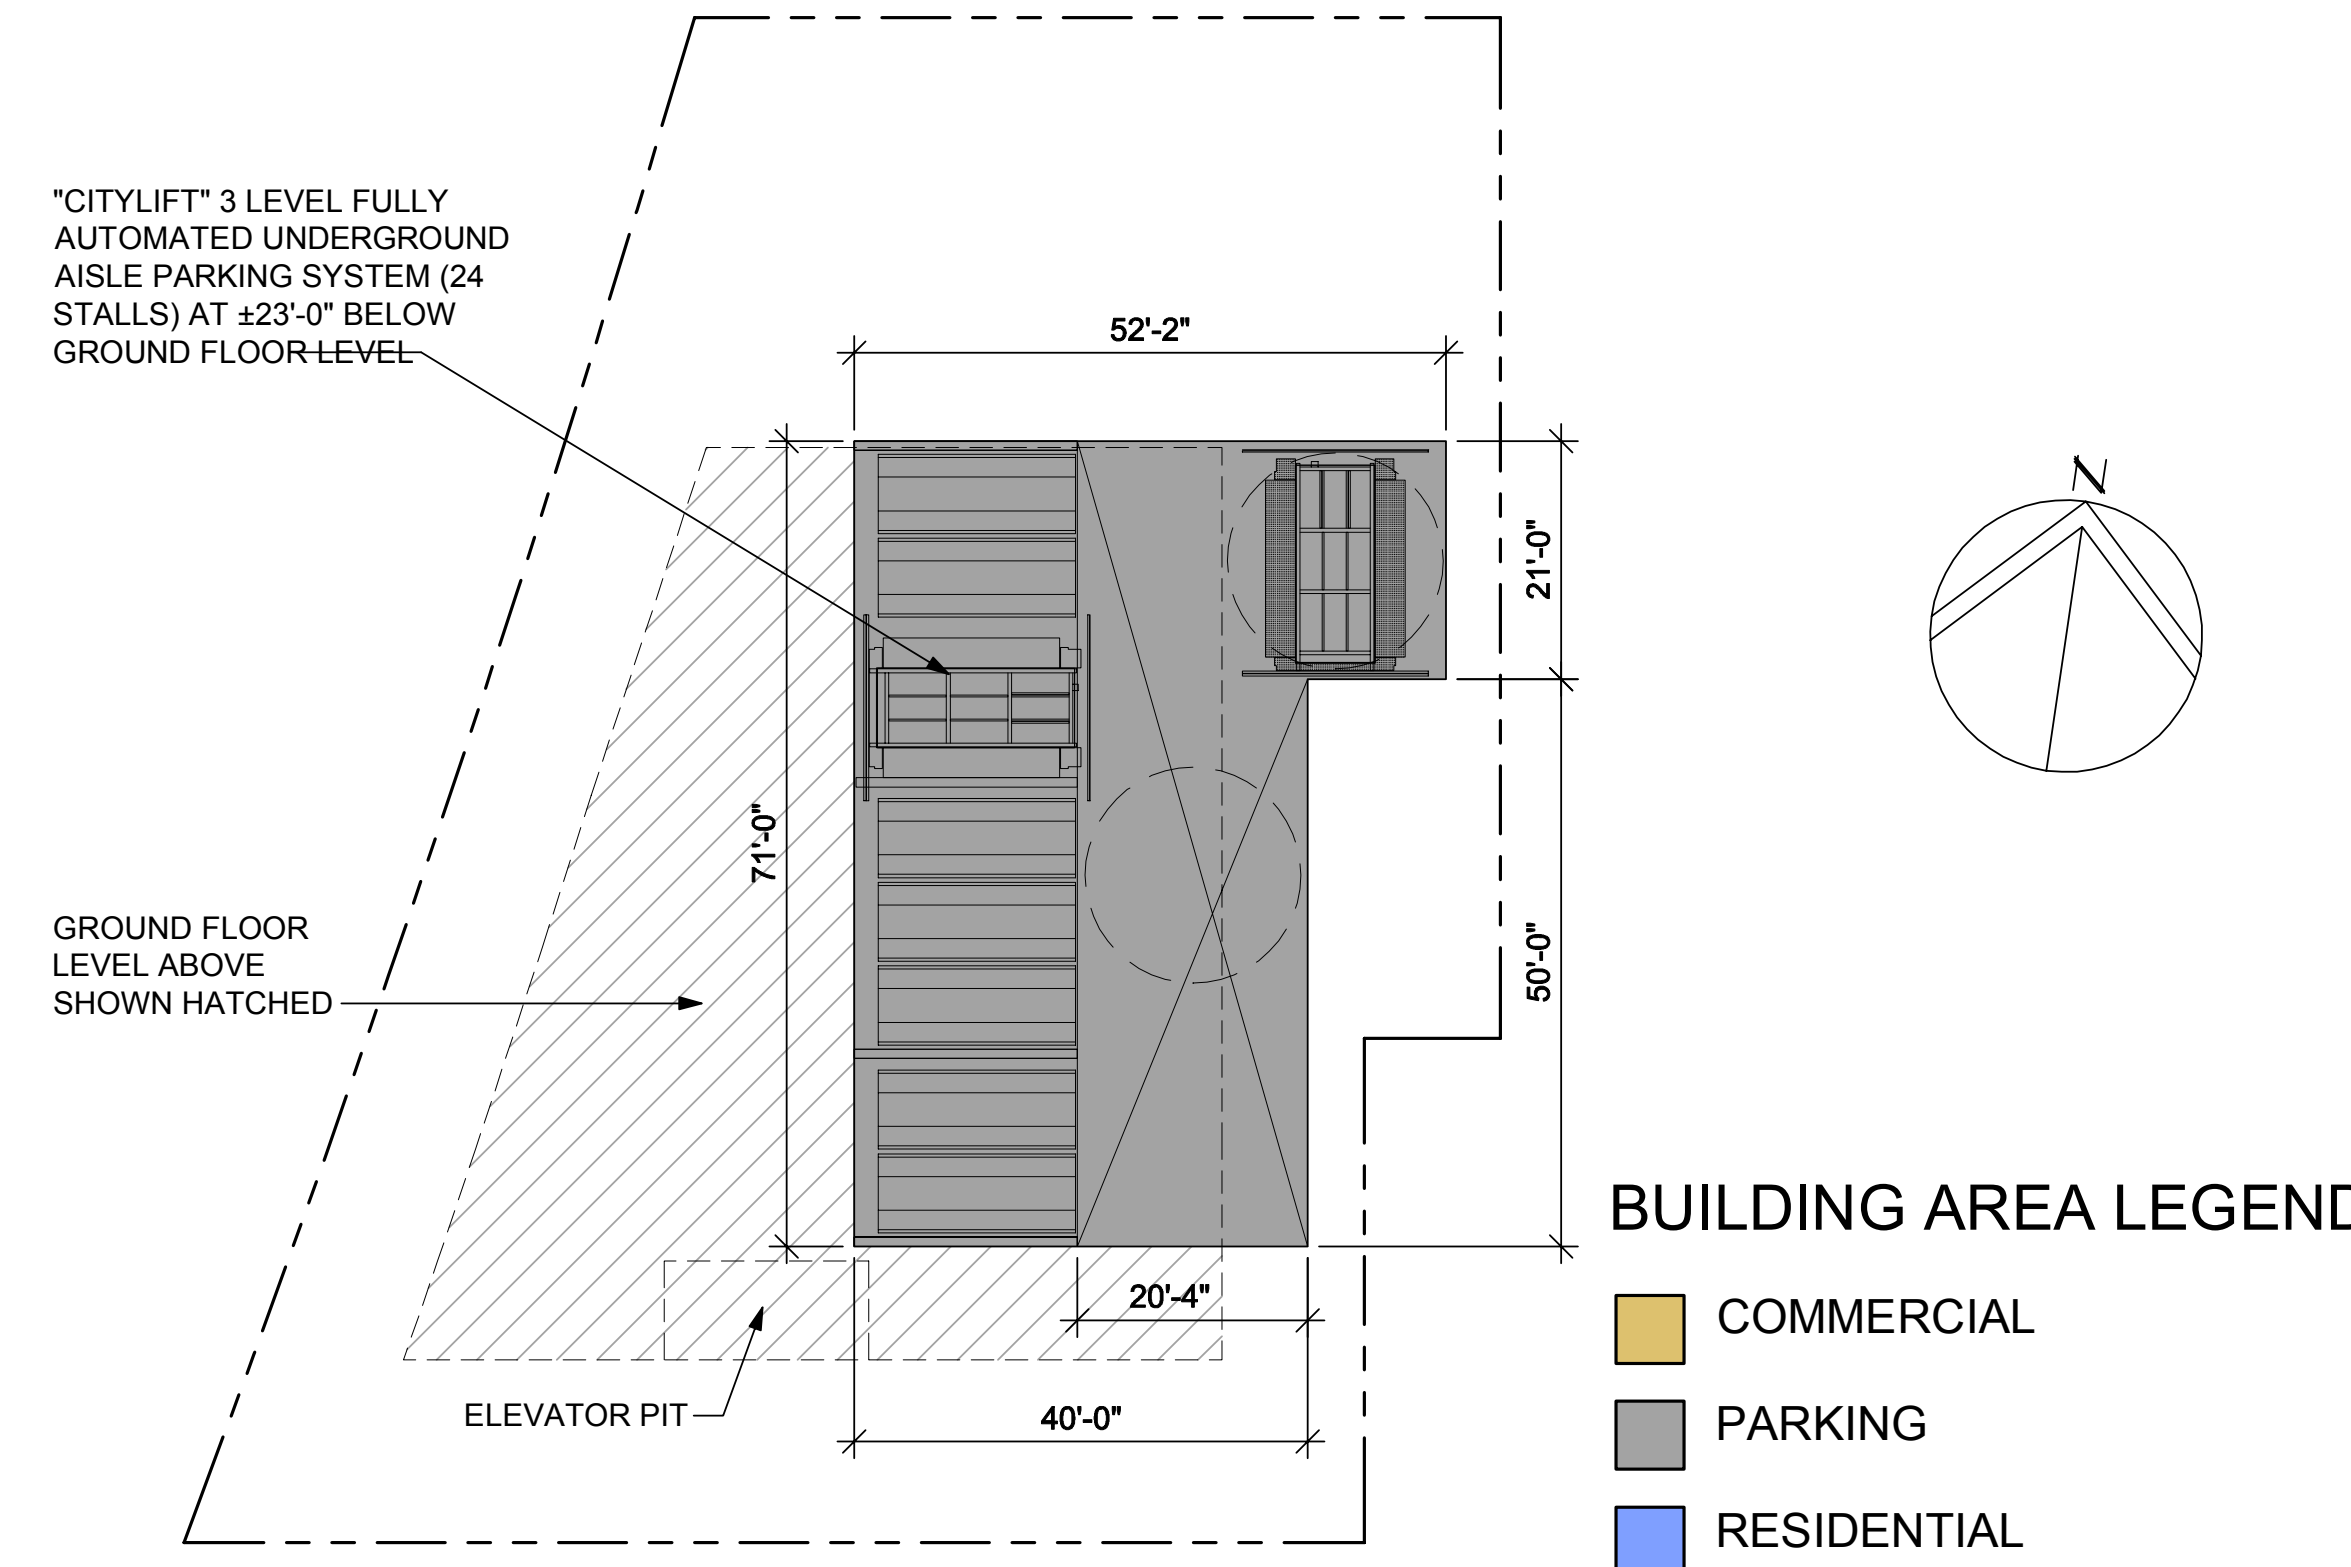 "CITYLIFT" 3 LEVEL FULLY
AUTOMATED UNDERGROUND
AISLE PARKING SYSTEM (24
STALLS) AT ±23'-0" BELOW
GROUND FLOOR LEVEL
52'-2"
N
21'-0"
71'-0"
50'-0"
GROUND FLOOR
LEVEL ABOVE
SHOWN HATCHED
20'-4"
ELEVATOR PIT
40'-0"
BUILDING AREA LEGEND
COMMERCIAL
PARKING
RESIDENTIAL